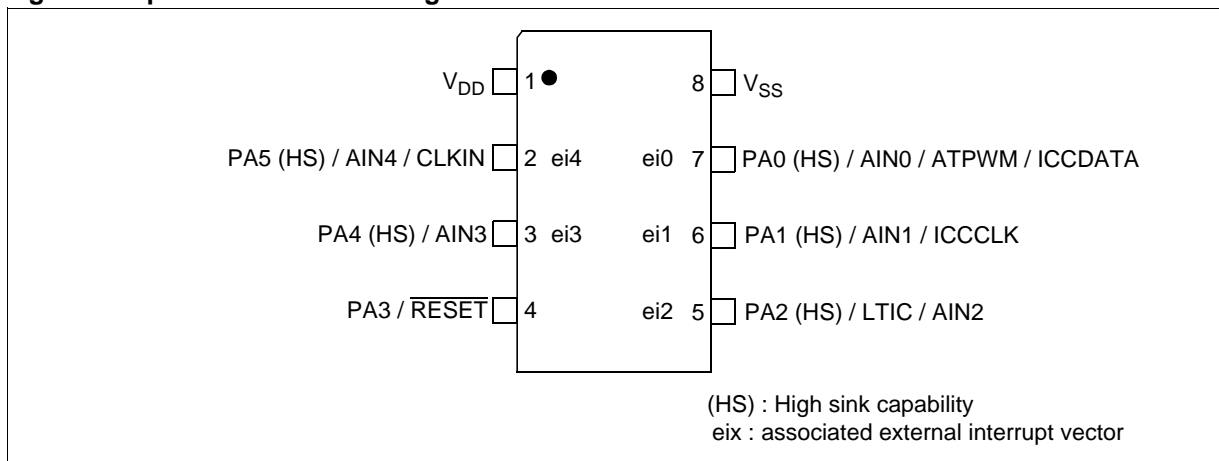 V_DD 1 8 V_SS
PA5 (HS) / AIN4 / CLKIN 2 ei4 ei0 7 PA0 (HS) / AIN0 / ATPWM / ICCDATA
PA4 (HS) / AIN3 3 ei3 ei1 6 PA1 (HS) / AIN1 / ICCCLK
PA3 / RESET 4 ei2 5 PA2 (HS) / LTIC / AIN2
(HS) : High sink capability
eix : associated external interrupt vector